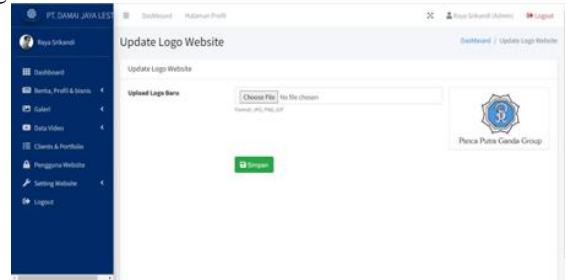 PT. DAMAI JAYA LEST
Dashboard Halaman Profil
Raya Srikandi (Admin) Logout
Raya Srikandi
Update Logo Website
Dashboard / Update Logo Website
Dashboard
Berita, Profil & bisnis
Galeri
Data Video
Clients & Portfolio
Pengguna Website
Setting Website
Logout
Update Logo Website
Upload Logo Baru
Choose File No file chosen
Format JPG, PNG, GIF
Panca Putra Ganda Group
Simpan